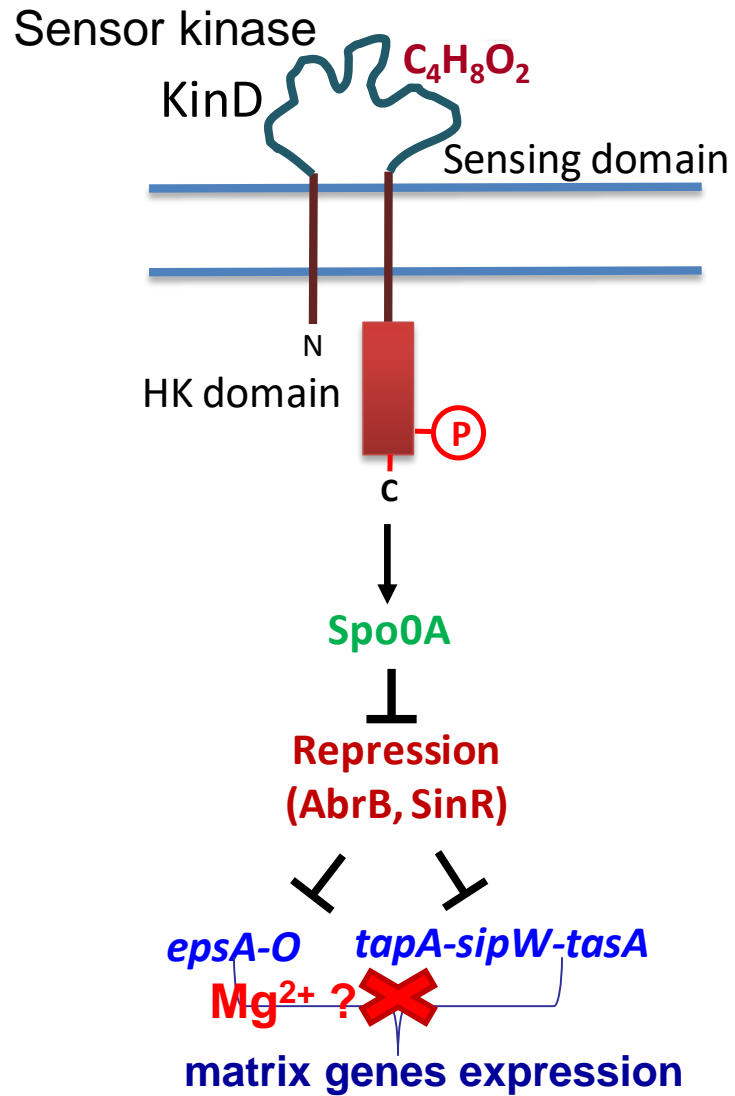 Sensor kinase
KinD
C₄H₈O₂
Sensing domain
N
HK domain
P
C
Spo0A
Repression
(AbrB, SinR)
epsA-O tapA-sipW-tasA
Mg²⁺ ?
matrix genes expression